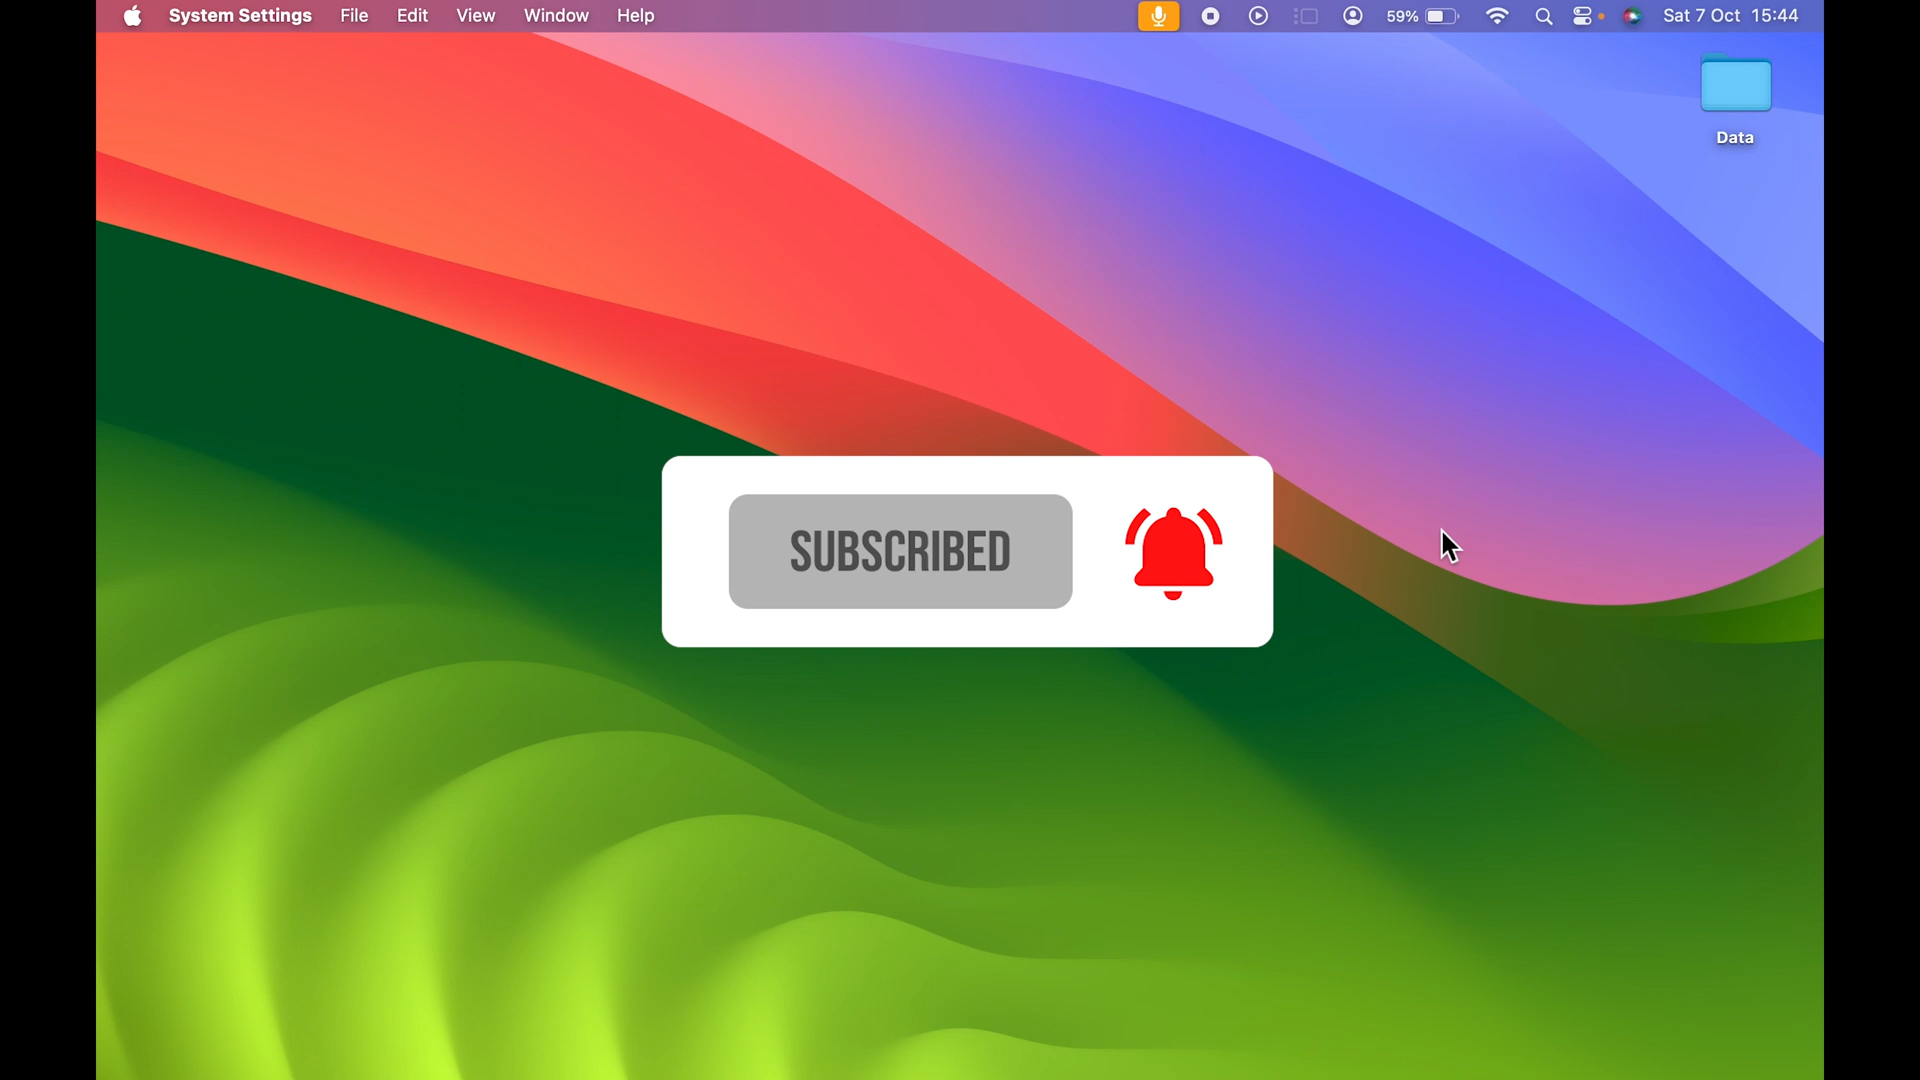 System Settings File Edit View Window Help 59% Sat 7 Oct 15:44
Data
SUBSCRIBED